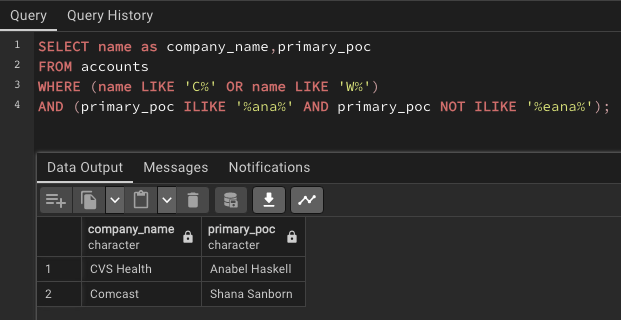 Query Query History
1 SELECT name as company_name,primary_poc
2 FROM accounts
3 WHERE (name LIKE 'C%' OR name LIKE 'W%')
4 AND (primary_poc ILIKE '%ana%' AND primary_poc NOT ILIKE '%eana%');
Data Output Messages Notifications
company_name primary_poc
character character
1 CVS Health Anabel Haskell
2 Comcast Shana Sanborn